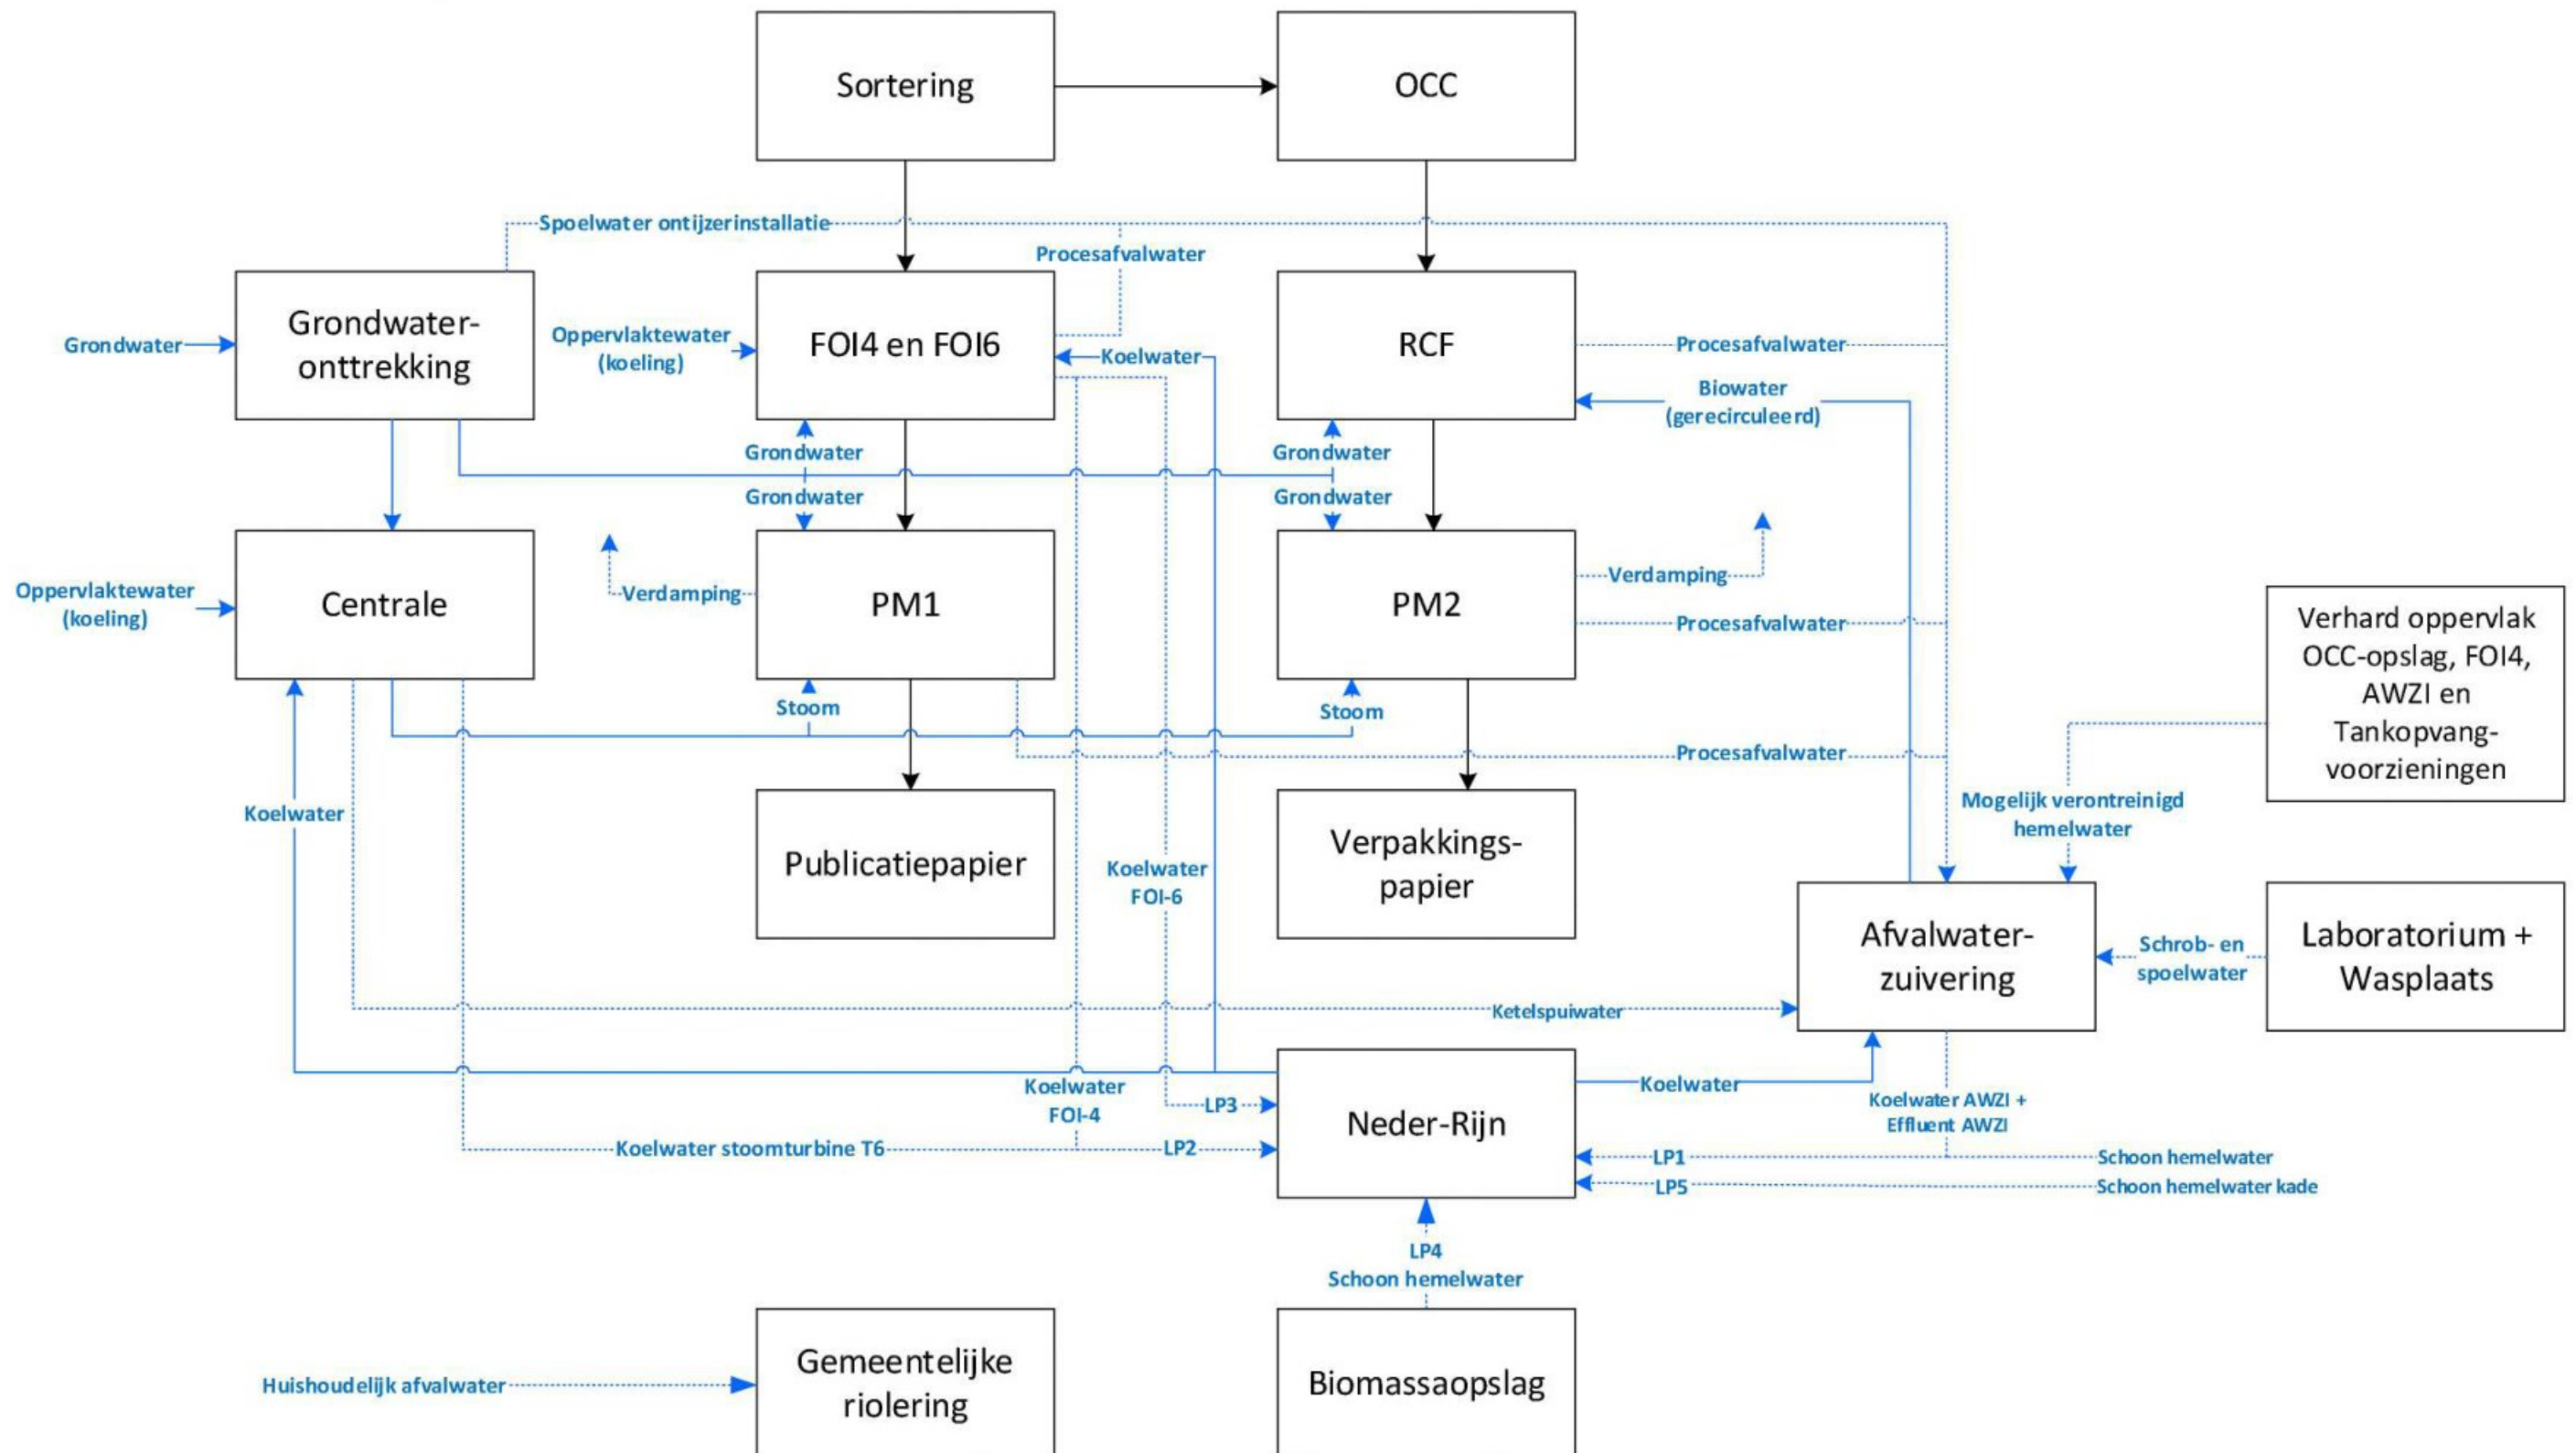 Sortering
OCC
Spoelwater ontijzerinstallatie
Procesafvalwater
Grondwater
Grondwater-
onttrekking
Oppervlaktewater
(koeling)
FOI4 en FOI6
Koelwater
RCF
Procesafvalwater
Biowater
(gerecirculeerd)
Grondwater
Grondwater
Grondwater
Grondwater
Oppervlaktewater
(koeling)
Centrale
Verdamping
PM1
PM2
Verdamping
Procesafvalwater
Verhard oppervlak
OCC-opslag, FOI4,
AWZI en
Tankopvang-
voorzieningen
Stoom
Stoom
Procesafvalwater
Koelwater
Mogelijk verontreinigd
hemelwater
Publicatiepapier
Koelwater
FOI-6
Verpakkings-
papier
Afvalwater-
zuivering
Schrob- en
spoelwater
Laboratorium +
Wasplaats
Ketelspuiwater
Koelwater
FOI-4
LP3
Neder-Rijn
Koelwater
Koelwater AWZI +
Effluent AWZI
Koelwater stoomturbine T6
LP2
LP1
Schoon hemelwater
LP5
Schoon hemelwater kade
LP4
Schoon hemelwater
Huishoudelijk afvalwater
Gemeentelijke
riolering
Biomassaopslag